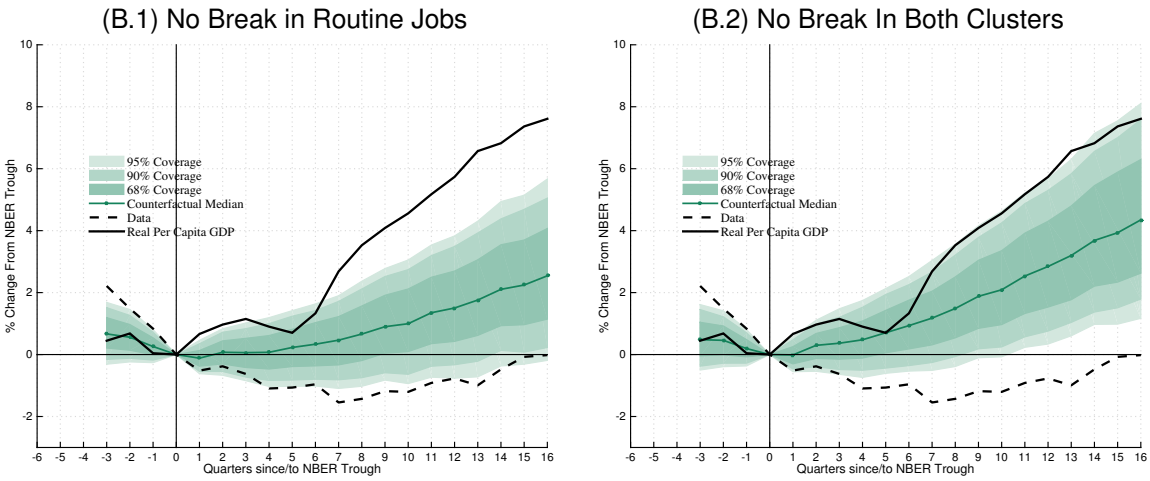 (B.1) No Break in Routine Jobs
10
8
6
4
2
0
-2
% Change From NBER Trough
95% Coverage
90% Coverage
68% Coverage
Counterfactual Median
Data
Real Per Capita GDP
-6 -5 -4 -3 -2 -1 0 1 2 3 4 5 6 7 8 9 10 11 12 13 14 15 16
Quarters since/to NBER Trough
(B.2) No Break In Both Clusters
10
8
6
4
2
0
-2
% Change From NBER Trough
95% Coverage
90% Coverage
68% Coverage
Counterfactual Median
Data
Real Per Capita GDP
-6 -5 -4 -3 -2 -1 0 1 2 3 4 5 6 7 8 9 10 11 12 13 14 15 16
Quarters since/to NBER Trough